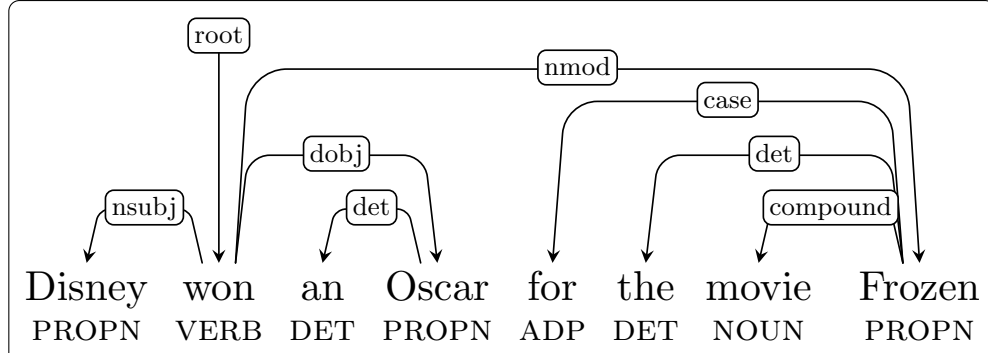 root
nmod
case
dobj det
nsubj det compound
Disney won an Oscar for the movie Frozen
PROPN VERB DET PROPN ADP DET NOUN PROPN